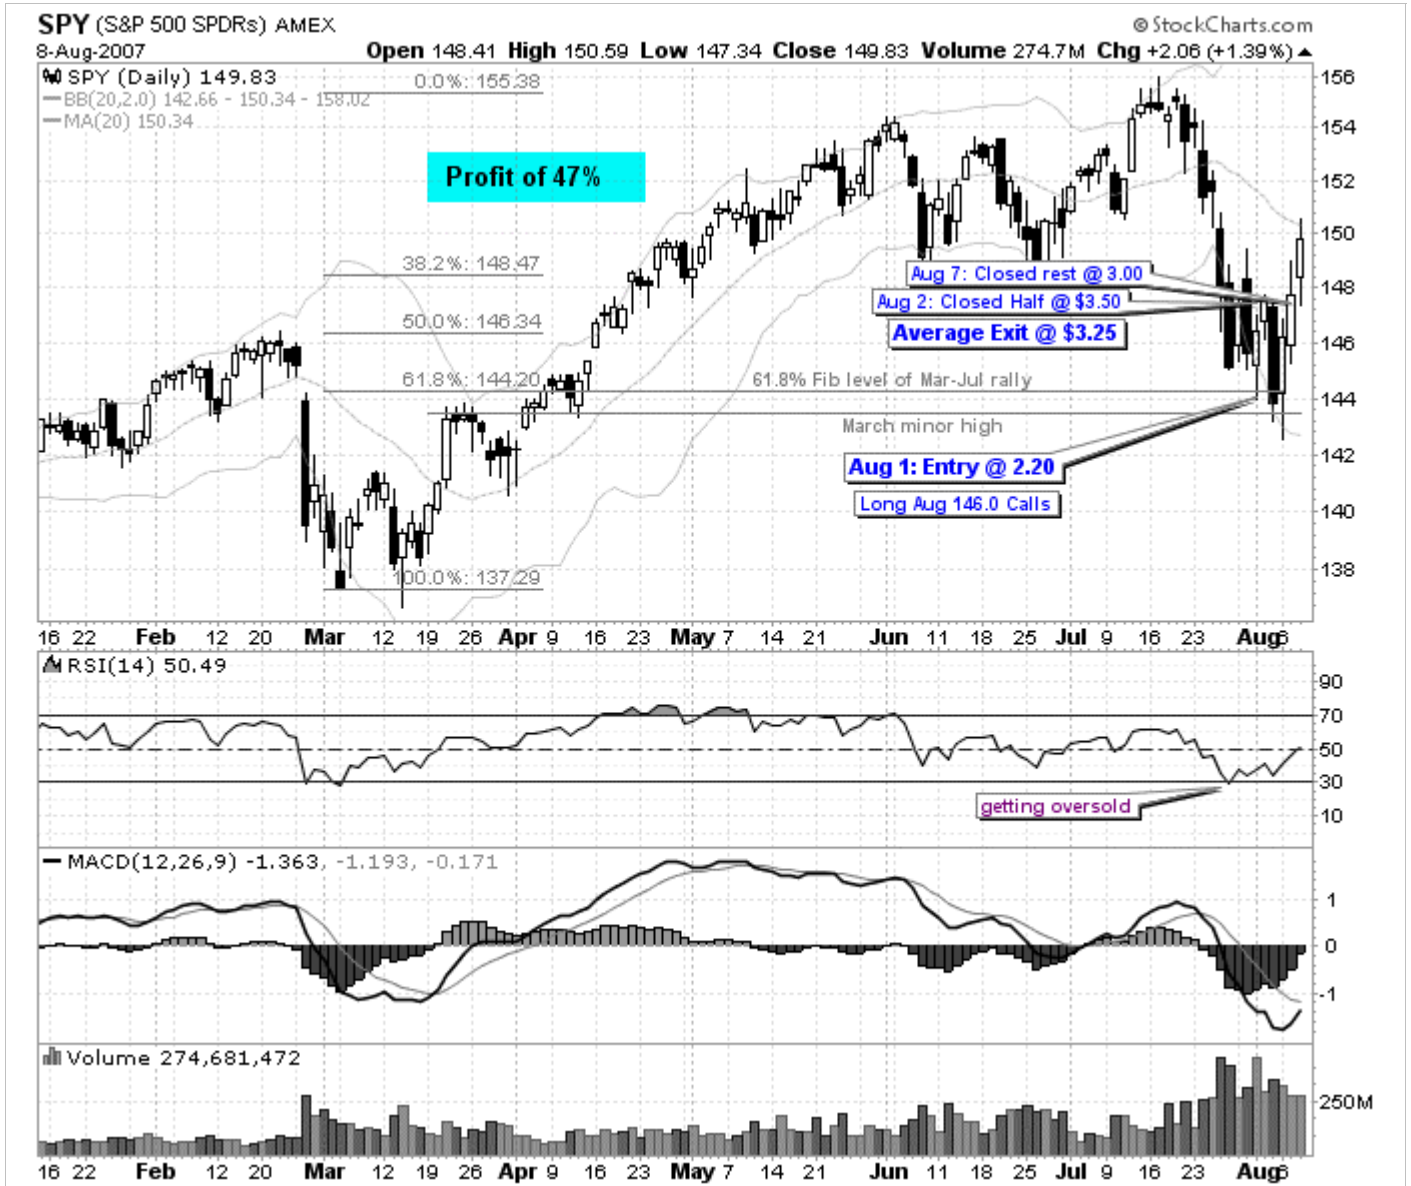 SPY (S&P 500 SPDRs) AMEX
© StockCharts.com
8-Aug-2007
Open 148.41 High 150.59 Low 147.34 Close 149.83 Volume 274.7M Chg +2.06 (+1.39%)
SPY (Daily) 149.83
BB(20,2.0) 142.66 - 150.34 - 158.02
MA(20) 150.34
0.0%: 155.38
Profit of 47%
38.2%: 148.47
50.0%: 146.34
61.8%: 144.20
100.0%: 137.29
Aug 7: Closed rest @ 3.00
Aug 2: Closed Half @ $3.50
Average Exit @ $3.25
61.8% Fib level of Mar-Jul rally
March minor high
Aug 1: Entry @ 2.20
Long Aug 146.0 Calls
156
154
152
150
148
146
144
142
140
138
16 22 Feb 12 20 Mar 12 19 26 Apr 9 16 23 May 7 14 21 Jun 11 18 25 Jul 9 16 23 Aug 6
RSI(14) 50.49
90
70
50
30
10
getting oversold
MACD(12,26,9) -1.363, -1.193, -0.171
1
0
-1
Volume 274,681,472
250M
16 22 Feb 12 20 Mar 12 19 26 Apr 9 16 23 May 7 14 21 Jun 11 18 25 Jul 9 16 23 Aug 6